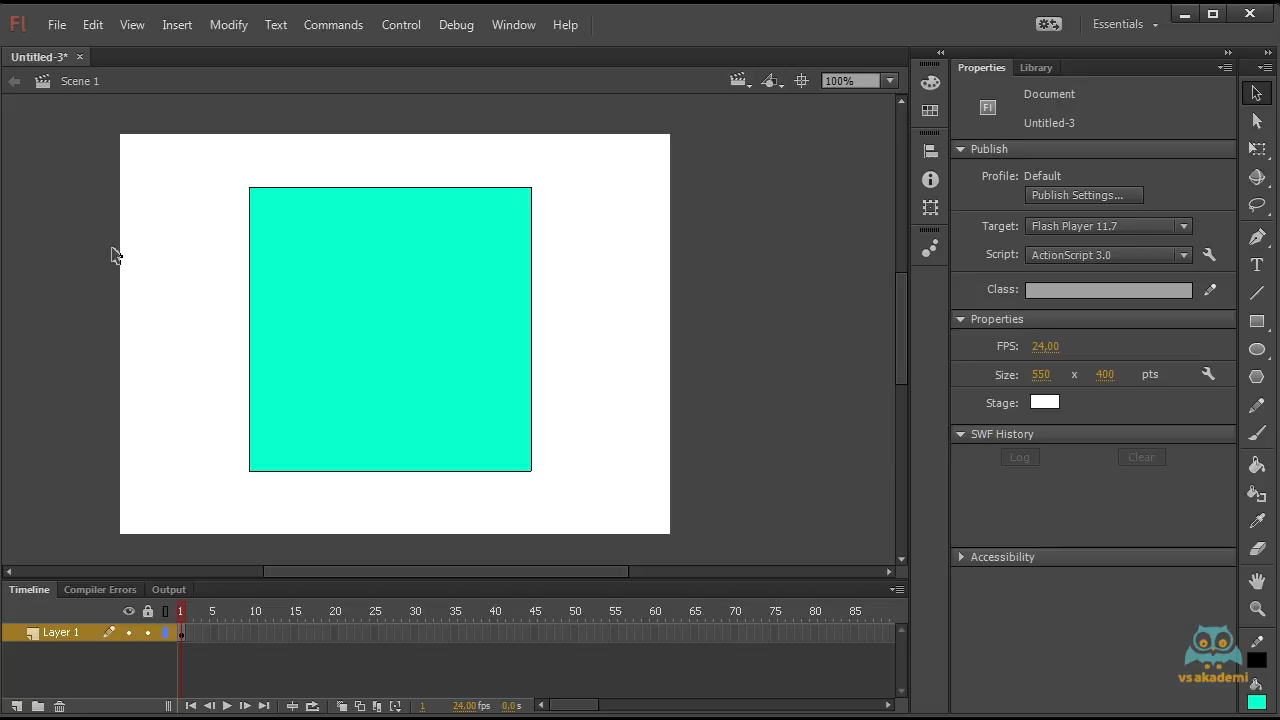 Fl File Edit View Insert Modify Text Commands Control Debug Window Help Essentials
Untitled-3* ×
Scene 1 100%
Properties Library
Document
Fl
Untitled-3
Publish
Profile: Default
Publish Settings...
Target: Flash Player 11.7
Script: ActionScript 3.0
Class:
Properties
FPS: 24,00
Size: 550 x 400 pts
Stage:
SWF History
Log Clear
Accessibility
Timeline Compiler Errors Output
1 5 10 15 20 25 30 35 40 45 50 55 60 65 70 75 80 85
Layer 1
1 24,00 fps 0,0 s
vsakademi